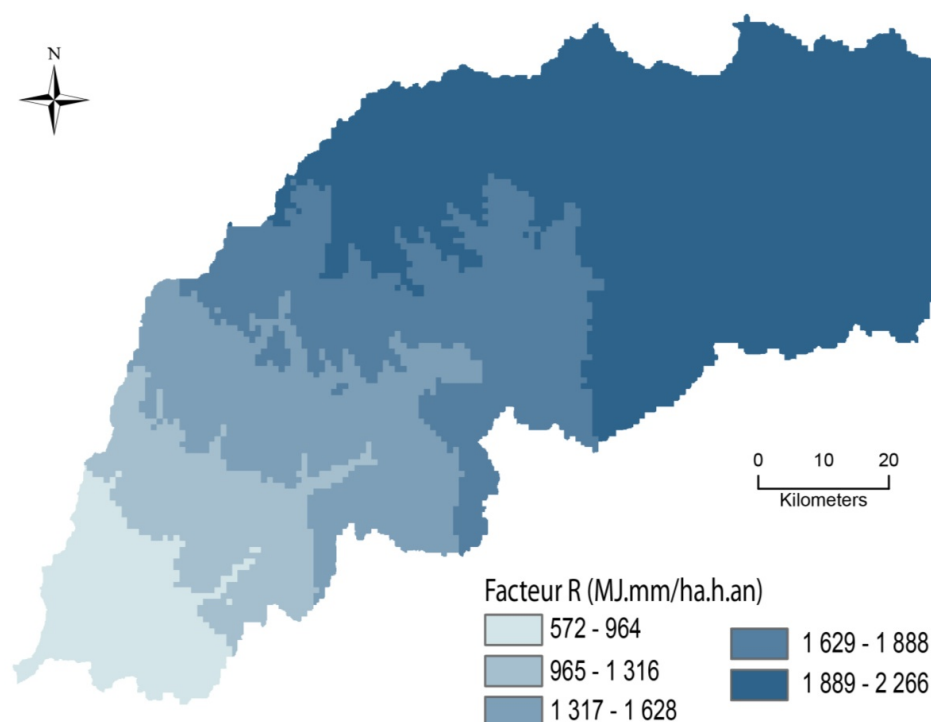 N
0 10 20
Kilometers
Facteur R (MJ.mm/ha.h.an)
572 - 964
965 - 1 316
1 317 - 1 628
1 629 - 1 888
1 889 - 2 266